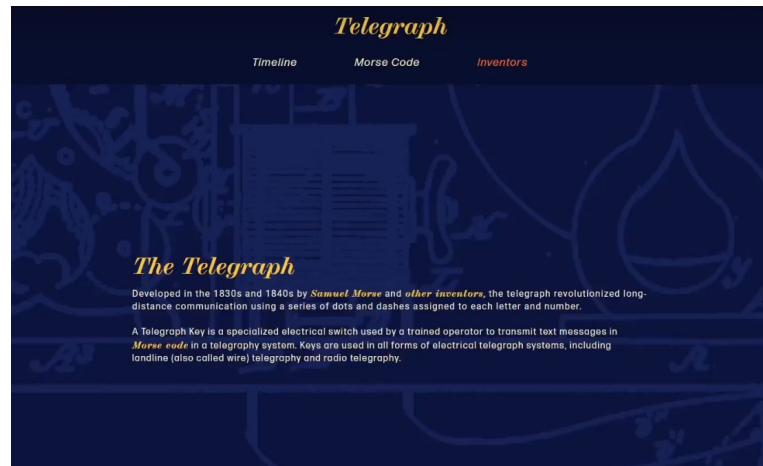 Telegraph
Timeline Morse Code Inventors
The Telegraph
Developed in the 1830s and 1840s by Samuel Morse and other inventors, the telegraph revolutionized long-
distance communication using a series of dots and dashes assigned to each letter and number.
A Telegraph Key is a specialized electrical switch used by a trained operator to transmit text messages in
Morse code in a telegraphy system. Keys are used in all forms of electrical telegraph systems, including
landline (also called wire) telegraphy and radio telegraphy.